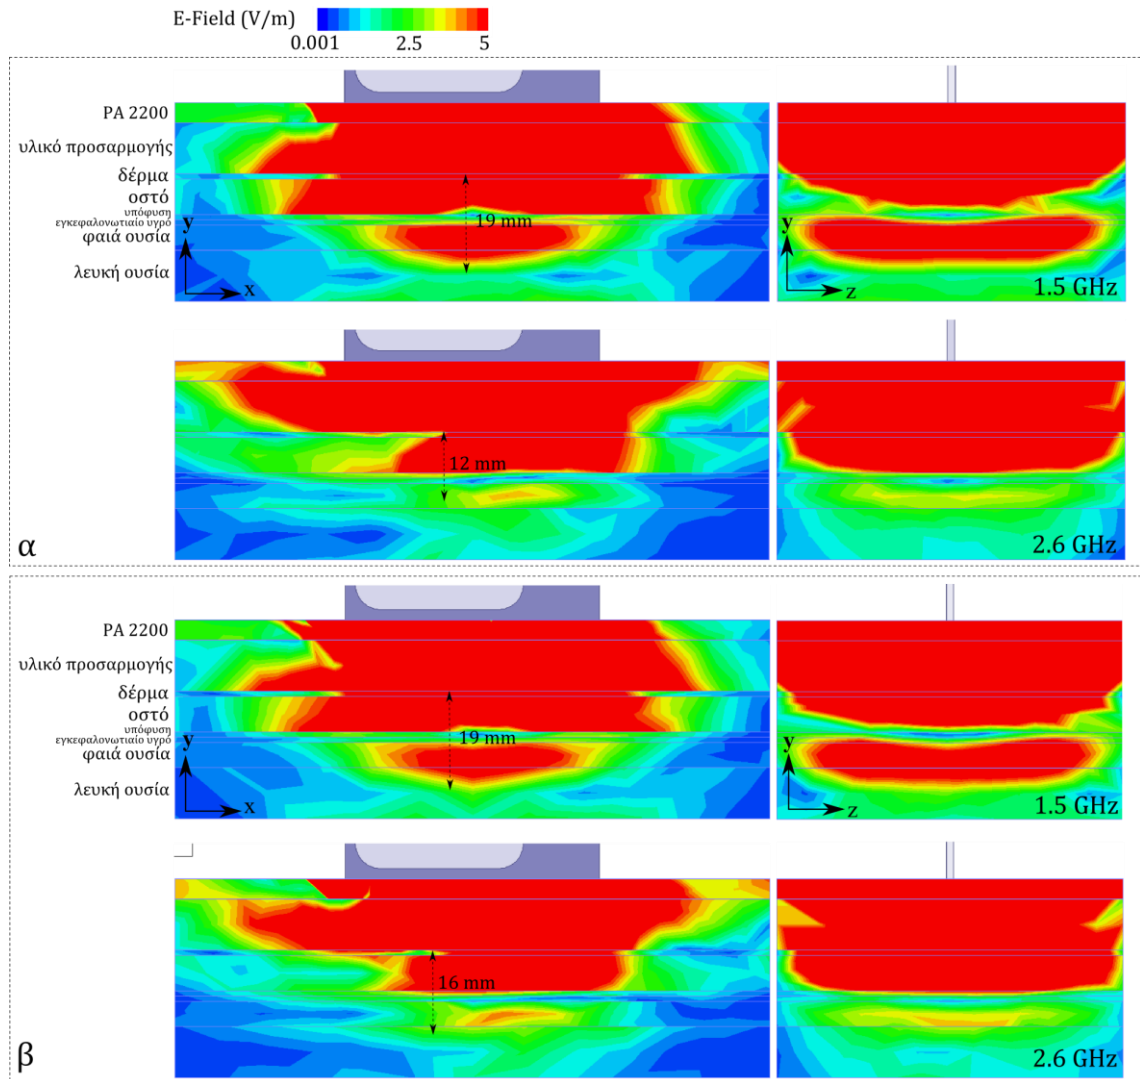 E-Field (V/m)
0.001 2.5 5
PA 2200
υλικό προσαρμογής
δέρμα
οστό
υπόφυση
εγκεφαλονωτιαίο υγρό
φαιά ουσία
λευκή ουσία
y
x
19 mm
y
z
1.5 GHz
12 mm
2.6 GHz
α
PA 2200
υλικό προσαρμογής
δέρμα
οστό
υπόφυση
εγκεφαλονωτιαίο υγρό
φαιά ουσία
λευκή ουσία
y
x
19 mm
y
z
1.5 GHz
16 mm
2.6 GHz
β